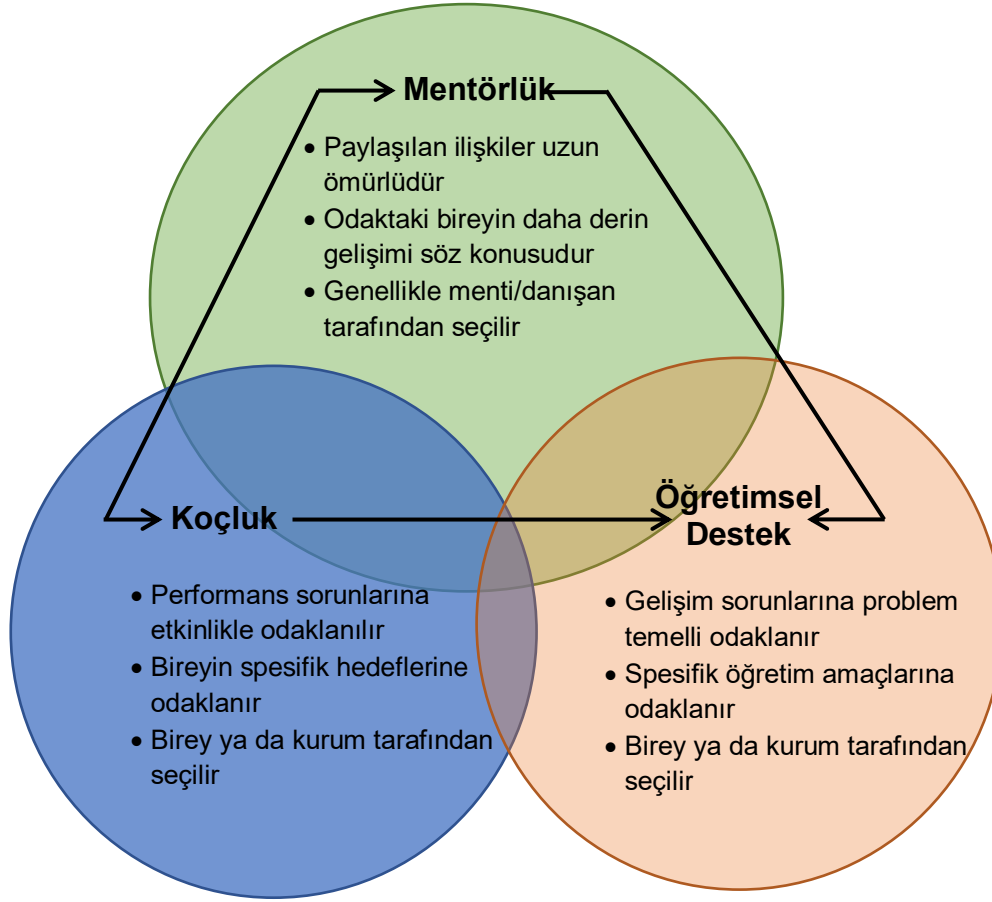 Mentörlük
• Paylaşılan ilişkiler uzun
ömürlüdür
• Odaktaki bireyin daha derin
gelişimi söz konusudur
• Genellikle menti/danışan
tarafından seçilir
Koçluk
• Performans sorunlarına
etkinlikle odaklanılır
• Bireyin spesifik hedeflerine
odaklanır
• Birey ya da kurum tarafından
seçilir
Öğretimsel
Destek
• Gelişim sorunlarına problem
temelli odaklanır
• Spesifik öğretim amaçlarına
odaklanır
• Birey ya da kurum tarafından
seçilir